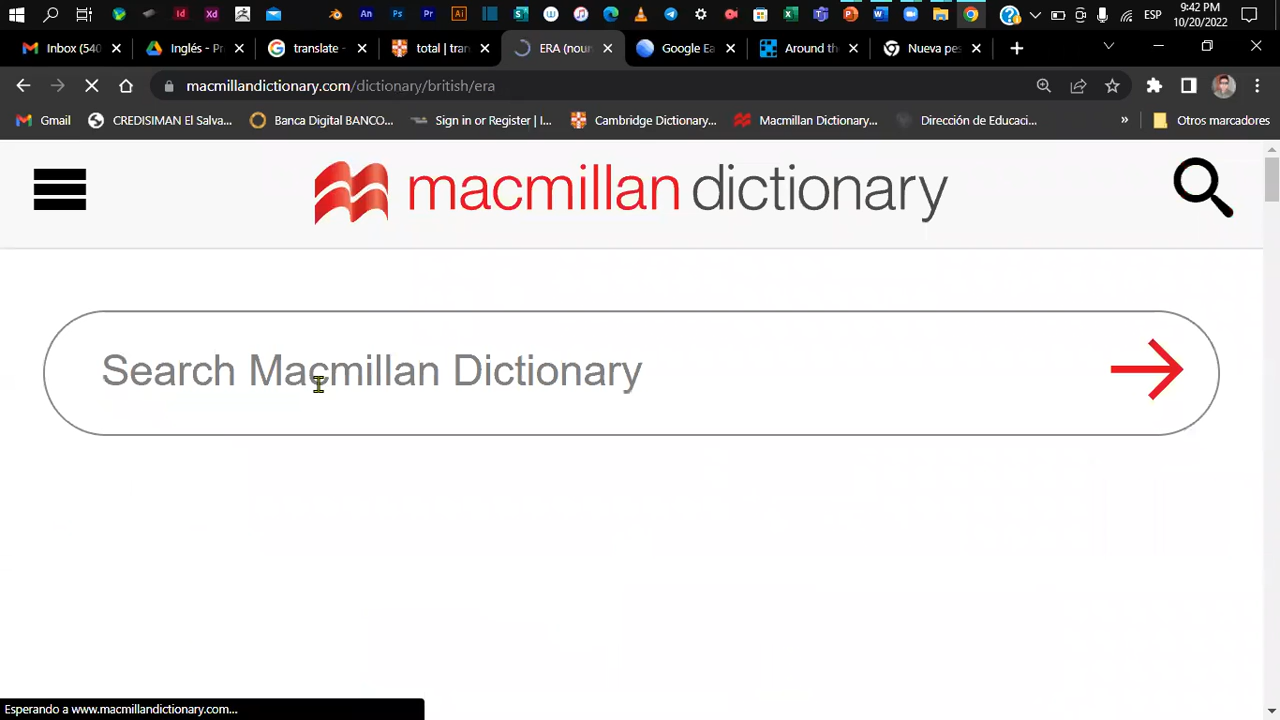 Id
Xd
Ai
An
Ps
Pr
S
W
X
P
W
ESP
9:42 PM
10/20/2022
Inbox (540
Inglés - Pr
translate -
total | tran
ERA (noun
Google Ea
Around th
Nueva pes
macmillandictionary.com/dictionary/british/era
Gmail
CREDISIMAN El Salva...
Banca Digital BANCO...
Sign in or Register | I...
Cambridge Dictionary...
Macmillan Dictionary...
Dirección de Educaci...
»
Otros marcadores
macmillan dictionary
Search Macmillan Dictionary
Esperando a www.macmillandictionary.com...